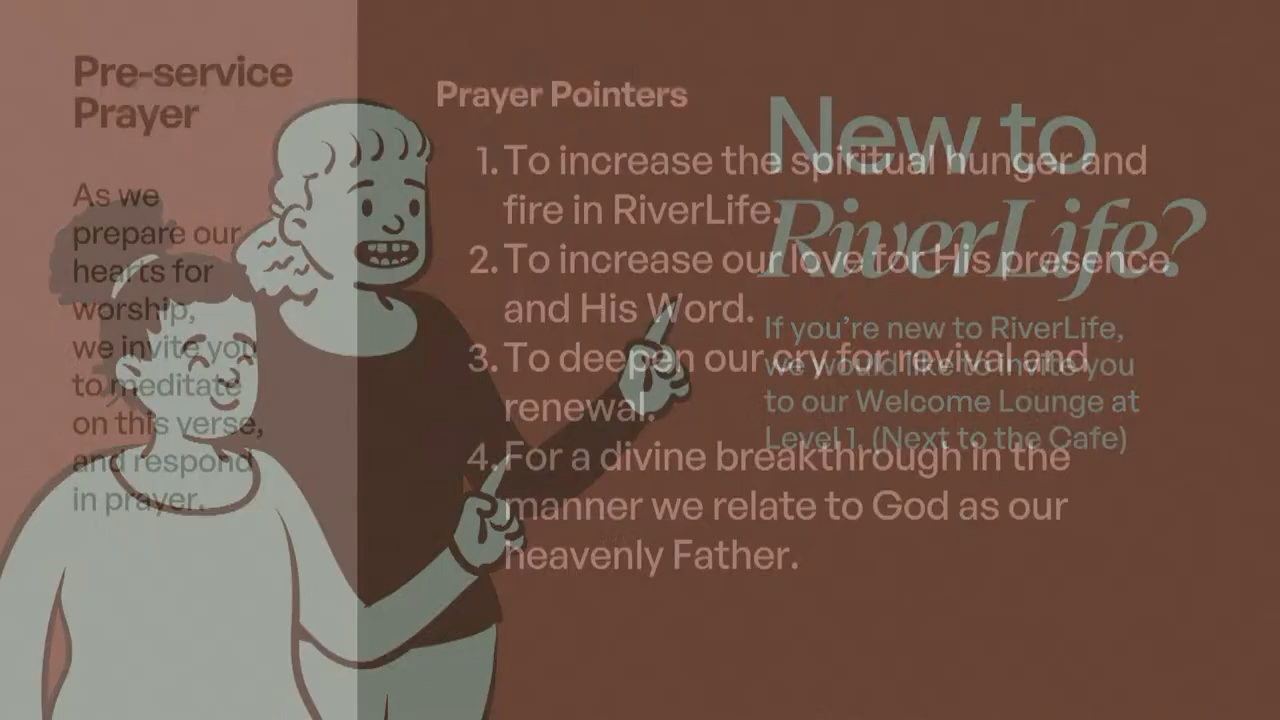 Pre-service
Prayer
As we
prepare our
hearts for
worship,
we invite you
to meditate
on this verse,
and respond
in prayer.
Prayer Pointers
1. To increase the spiritual hunger and
fire in RiverLife.
2. To increase our love for His presence
and His Word.
3. To deepen our cry for revival and
renewal.
4. For a divine breakthrough in the
manner we relate to God as our
heavenly Father.
New to
RiverLife?
If you're new to RiverLife,
we would like to invite you
to our Welcome Lounge at
Level 1. (Next to the Cafe)